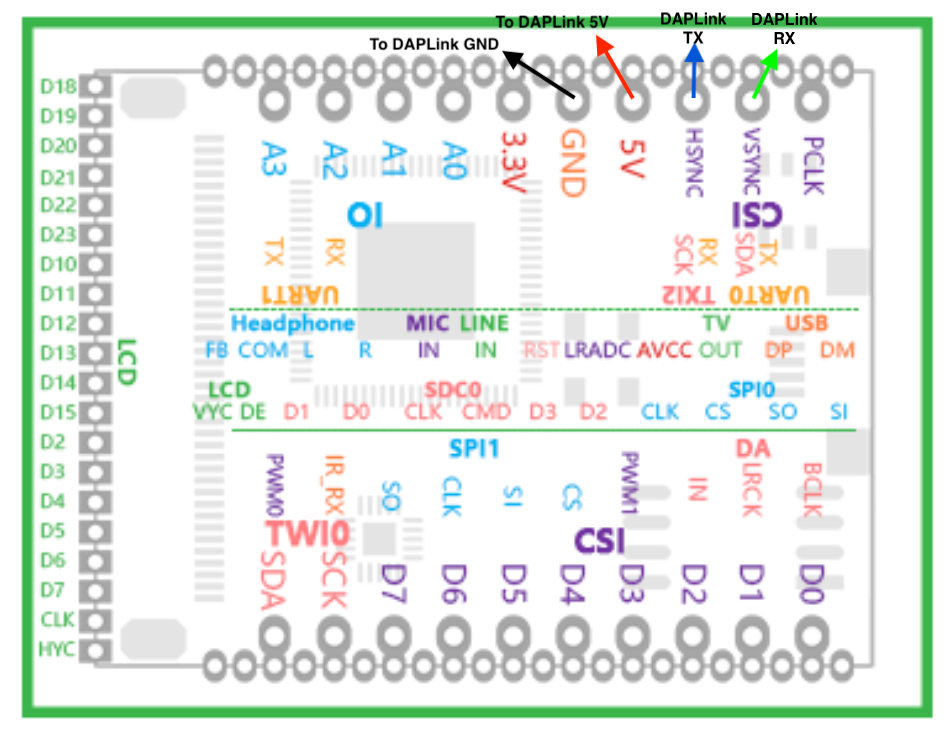 To DAPLink GND
To DAPLink 5V
DAPLink
TX
DAPLink
RX
D18
D19
D20
D21
D22
D23
D10
D11
D12
D13
D14
D15
D2
D3
D4
D5
D6
D7
CLK
HYC
LCD
A3 A2 A1 A0 3.3V GND 5V HSYNC VSYNC PCLK
IO CSI
TX RX SCK RX SDA TX
UART1 TXI2 UART0
Headphone MIC LINE TV USB
FB COM L R IN IN RST LRADC AVCC OUT DP DM
LCD SDC0 SPI0
VYC DE D1 D0 CLK CMD D3 D2 CLK CS SO SI
SPI1 DA
PWM0 IR_RX SO CLK SI CS PWM1 IN LRCK BCLK
TWI0 CSI
SDA SCK D7 D6 D5 D4 D3 D2 D1 D0